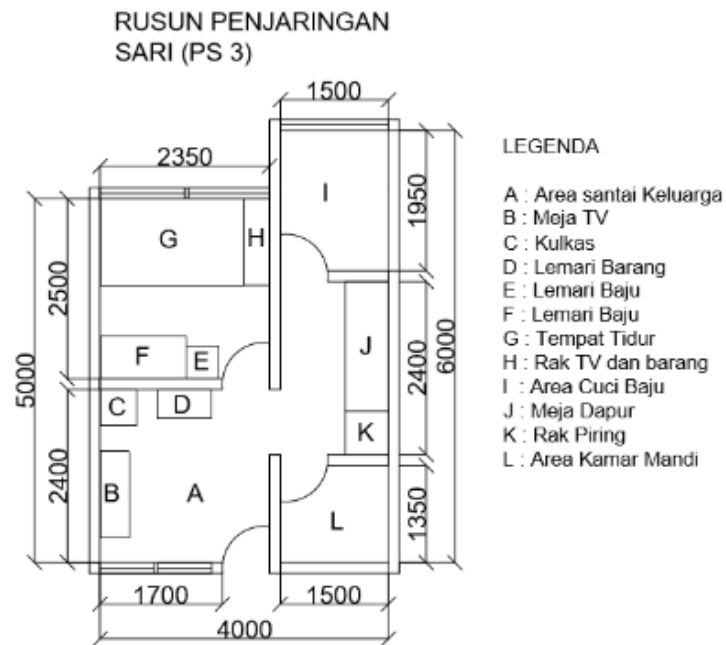 RUSUN PENJARINGAN
SARI (PS 3)
1500
2350
I
1950
G
H
2500
5000
F
E
J
2400
6000
C
D
K
2400
B
A
L
1350
1700
1500
4000
LEGENDA
A : Area santai Keluarga
B : Meja TV
C : Kulkas
D : Lemari Barang
E : Lemari Baju
F : Lemari Baju
G : Tempat Tidur
H : Rak TV dan barang
I : Area Cuci Baju
J : Meja Dapur
K : Rak Piring
L : Area Kamar Mandi